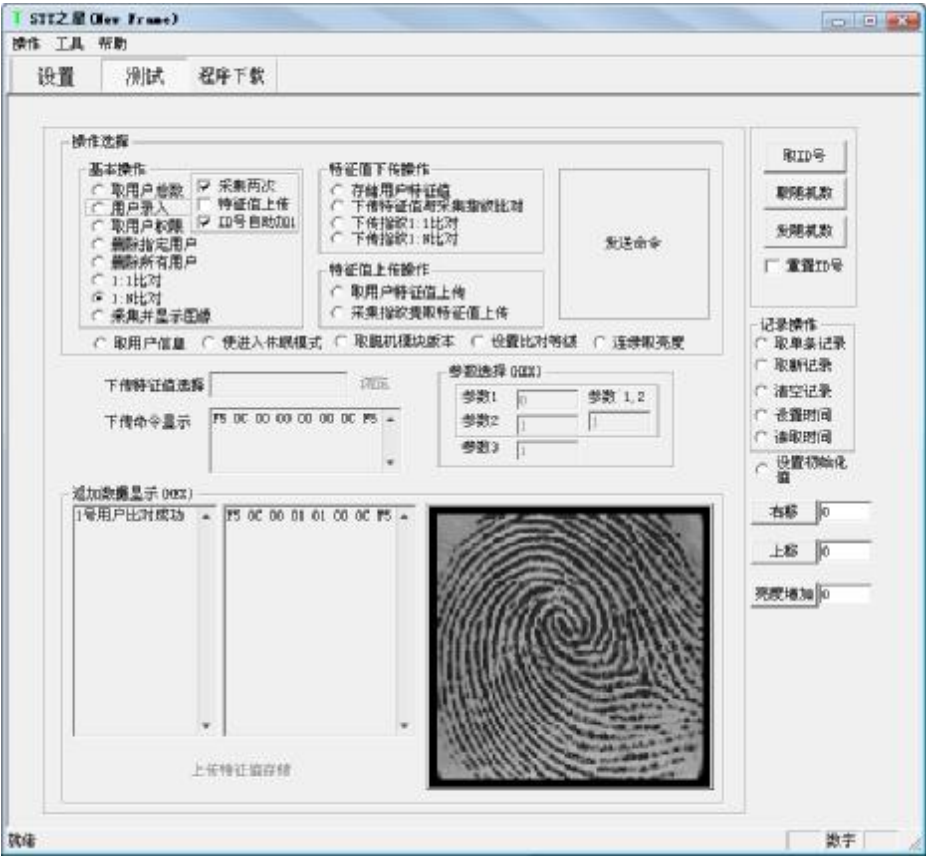 STZ之星(New Frame)
操作 工具 帮助
设置 测试 程序下载
操作选择
基本操作
取用户总数
用户录入
取用户权限
删除指定用户
删除所有用户
1:1比对
1:N比对
采集并显示图像
采集两次
特征值上传
ID号自动加1
特征值下传操作
存储用户特征值
下传特征值与采集指纹比对
下传指纹1:1比对
下传指纹1:N比对
特征值上传操作
取用户特征值上传
采集指纹提取特征值上传
发送命令
取用户信息 使进入休眠模式 取脱机模块版本 设置比对等级 连续取亮度
取ID号
取随机数
发随机数
重置ID号
记录操作
取单条记录
取新记录
清空记录
设置时间
读取时间
设置初始化
值
右移 0
上移 0
亮度增加 0
下传特征值选择
下传命令显示 F5 0C 00 00 00 00 0C F5
参数选择(HEX)
参数1 0 参数 1,2
参数2 1 1
参数3 1
返加数据显示(HEX)
1号用户比对成功 F5 0C 00 01 01 00 0C F5
上传特征值存储
就绪 数字